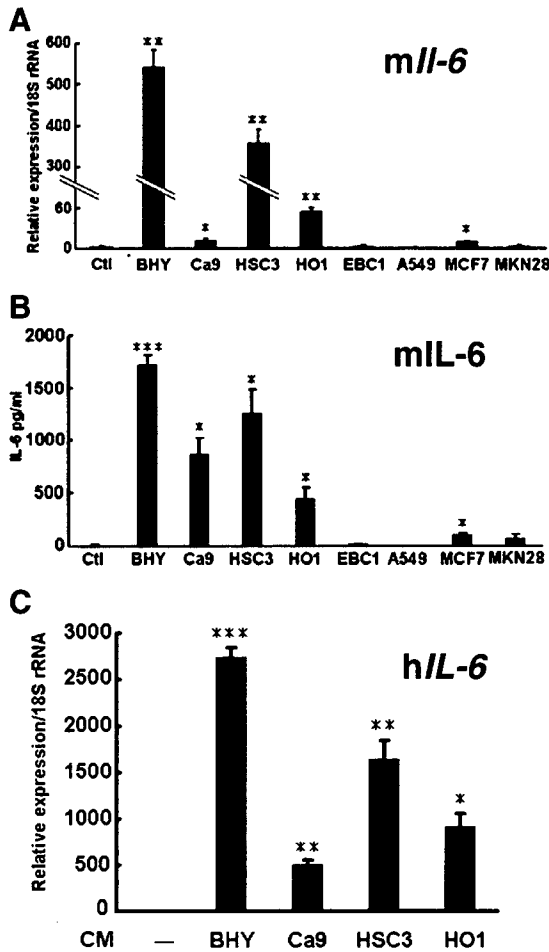 A
mIl-6
Relative expression/18S rRNA
600
500
400
300
60
0
** * ** ** *
Ctl BHY Ca9 HSC3 HO1 EBC1 A549 MCF7 MKN28
B
mIL-6
IL-6 pg/ml
2000
1500
1000
500
0
*** * * * *
Ctl BHY Ca9 HSC3 HO1 EBC1 A549 MCF7 MKN28
C
hIL-6
Relative expression/18S rRNA
3000
2500
2000
1500
1000
500
0
*** ** ** *
CM — BHY Ca9 HSC3 HO1